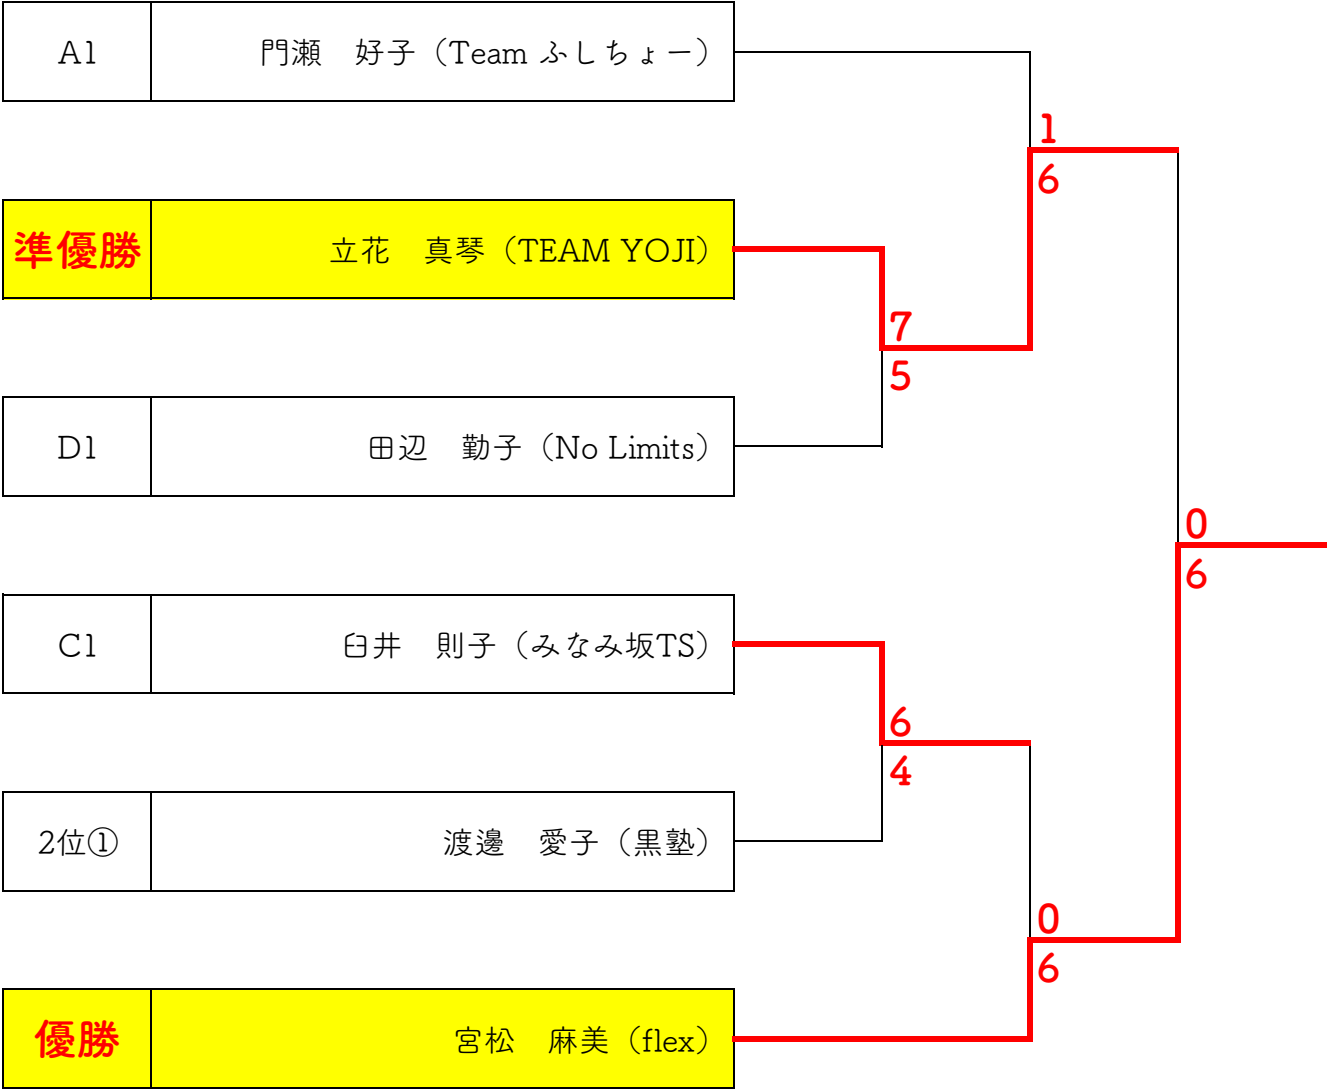 A1 門瀬　好子（Team ふしちょー）
1
6
準優勝 立花　真琴（TEAM YOJI）
7
5
D1 田辺　勤子（No Limits）
0
6
C1 臼井　則子（みなみ坂TS）
6
4
2位① 渡邊　愛子（黒塾）
0
6
優勝 宮松　麻美（flex）